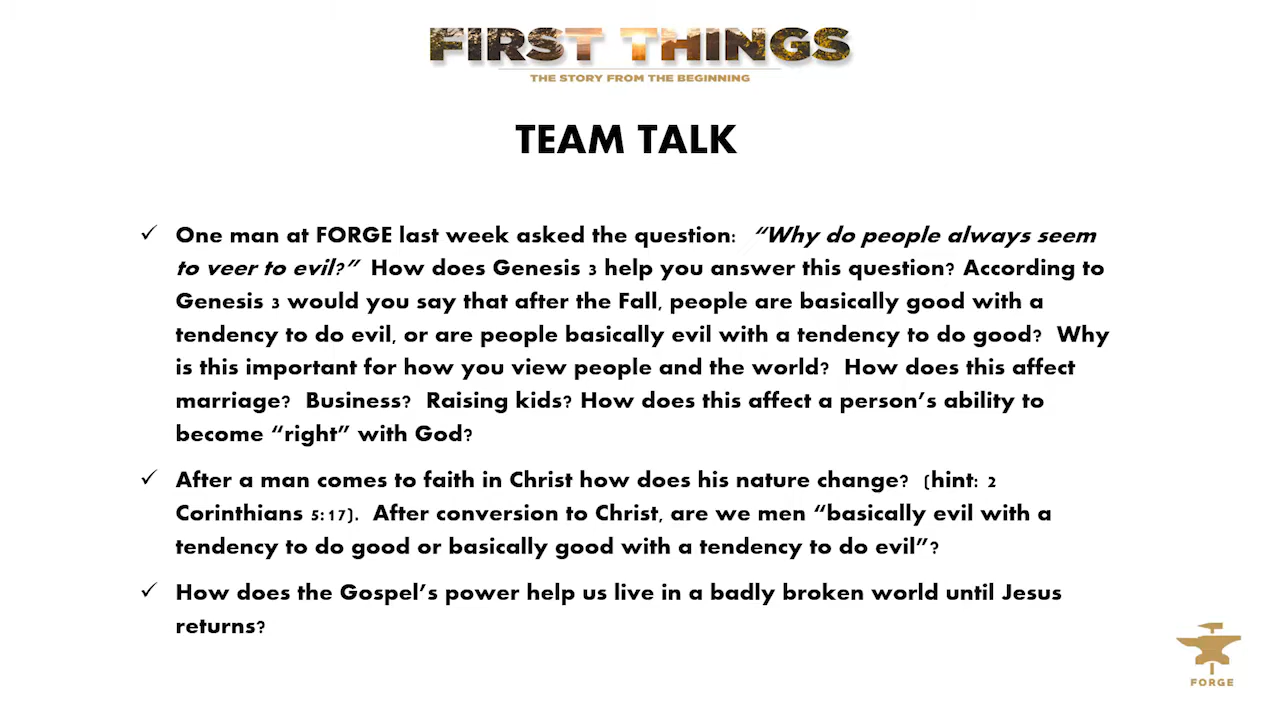 FIRST THINGS
THE STORY FROM THE BEGINNING
TEAM TALK
✓ One man at FORGE last week asked the question: “Why do people always seem
to veer to evil?” How does Genesis 3 help you answer this question? According to
Genesis 3 would you say that after the Fall, people are basically good with a
tendency to do evil, or are people basically evil with a tendency to do good? Why
is this important for how you view people and the world? How does this affect
marriage? Business? Raising kids? How does this affect a person’s ability to
become “right” with God?
✓ After a man comes to faith in Christ how does his nature change? (hint: 2
Corinthians 5:17). After conversion to Christ, are we men “basically evil with a
tendency to do good or basically good with a tendency to do evil”?
✓ How does the Gospel’s power help us live in a badly broken world until Jesus
returns?
FORGE